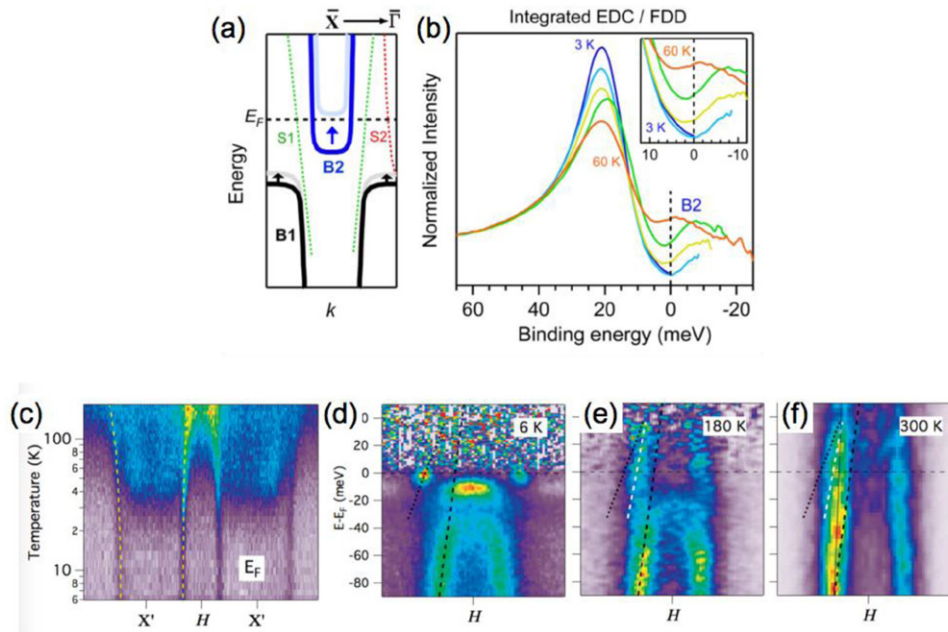 (a)
X̄ → Γ̄
E_F
S1
S2
B2
B1
Energy
k
(b)
Integrated EDC / FDD
3 K
60 K
B2
60 K
3 K
10 0 -10
Normalized Intensity
60 40 20 0 -20
Binding energy (meV)
(c)
Temperature (K)
100
8
6
4
2
10
8
6
E_F
X' H X'
(d)
6 K
E-E_F (meV)
0
0
-20
-40
-60
-80
H
(e)
180 K
H
(f)
300 K
H